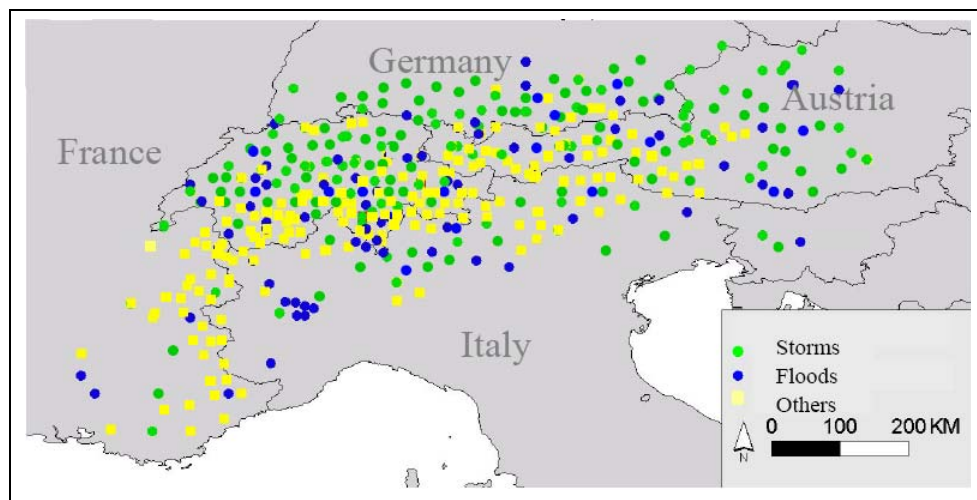 Germany
Austria
France
Italy
Storms
Floods
Others
0 100 200 KM
N